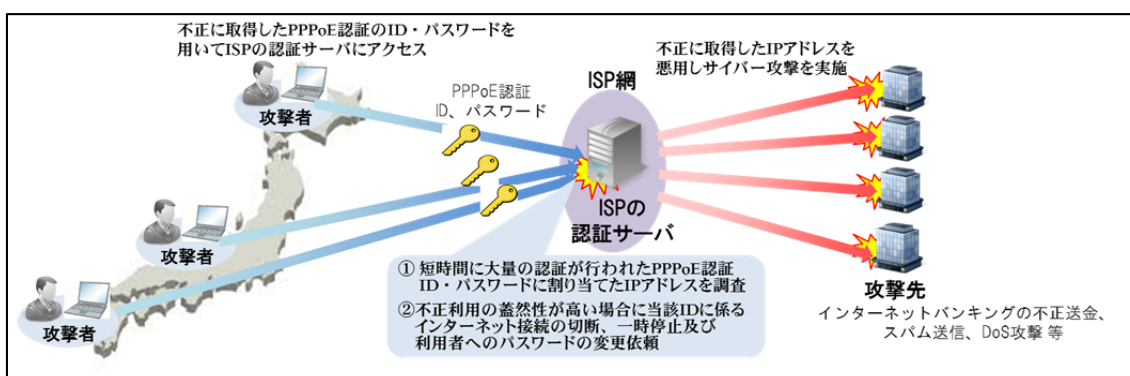 不正に取得したPPPoE認証のID・パスワードを
用いてISPの認証サーバにアクセス
攻撃者
PPPoE認証
ID、パスワード
ISP網
不正に取得したIPアドレスを
悪用しサイバー攻撃を実施
攻撃者
攻撃者
ISPの
認証サーバ
① 短時間に大量の認証が行われたPPPoE認証
ID・パスワードに割り当てたIPアドレスを調査
②不正利用の蓋然性が高い場合に当該IDに係る
インターネット接続の切断、一時停止及び
利用者へのパスワードの変更依頼
攻撃先
インターネットバンキングの不正送金、
スパム送信、DoS攻撃 等